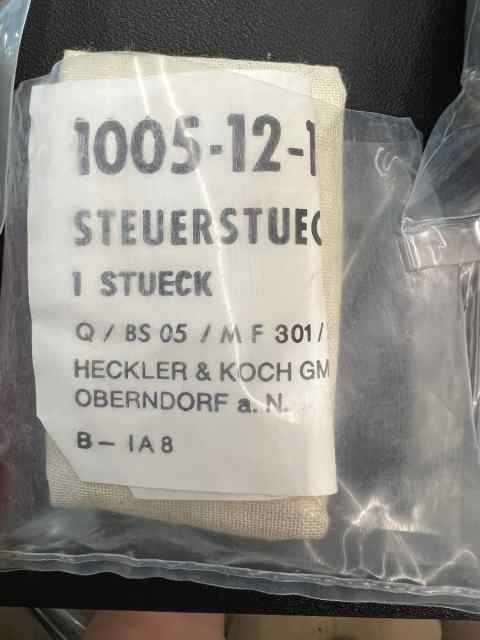 1005-12-1
STEUERSTUEC
1 STUECK
Q / BS 05 / M F 301 /
HECKLER & KOCH GM
OBERNDORF a. N.
B - IA8